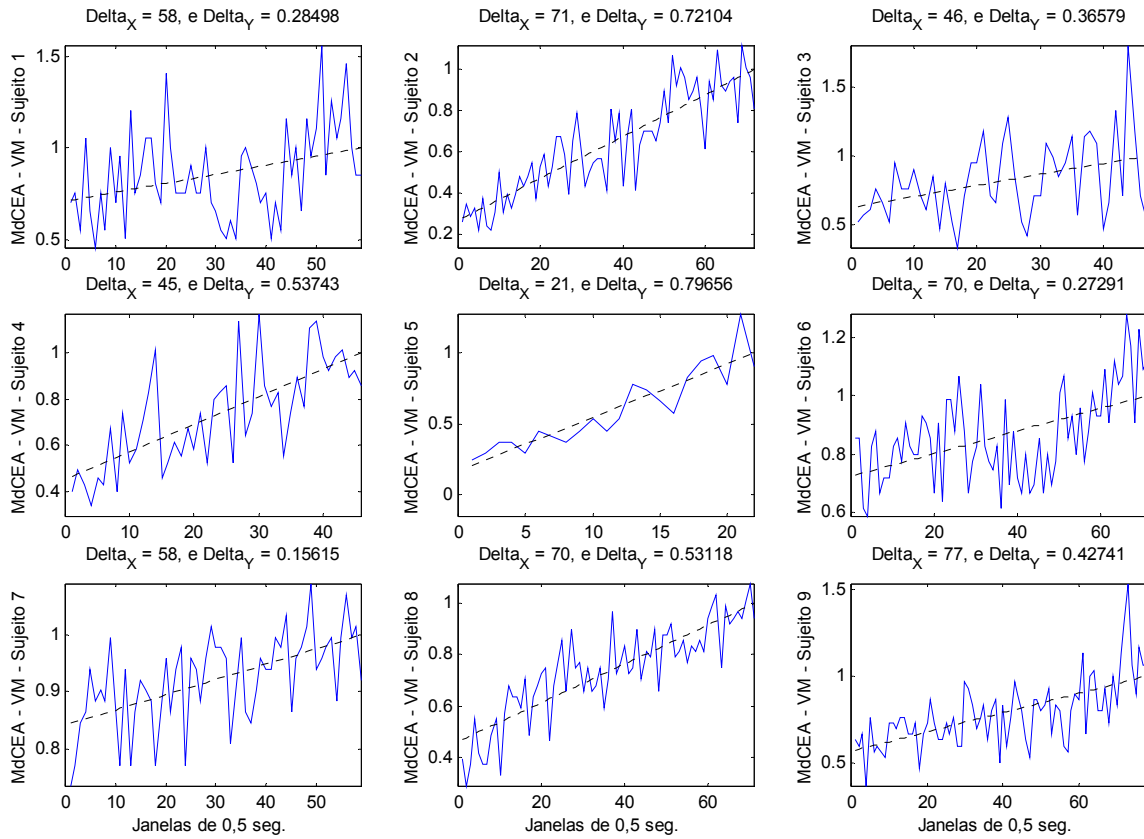 Delta_X = 58, e Delta_Y = 0.28498
Delta_X = 71, e Delta_Y = 0.72104
Delta_X = 46, e Delta_Y = 0.36579
MdCEA - VM - Sujeito 1
1.5
1
0.5
0 10 20 30 40 50
MdCEA - VM - Sujeito 2
1
0.8
0.6
0.4
0.2
0 20 40 60
MdCEA - VM - Sujeito 3
1.5
1
0.5
0 10 20 30 40
Delta_X = 45, e Delta_Y = 0.53743
Delta_X = 21, e Delta_Y = 0.79656
Delta_X = 70, e Delta_Y = 0.27291
MdCEA - VM - Sujeito 4
1
0.8
0.6
0.4
0 10 20 30 40
MdCEA - VM - Sujeito 5
1
0.5
0
5 10 15 20
MdCEA - VM - Sujeito 6
1.2
1
0.8
0.6
0 20 40 60
Delta_X = 58, e Delta_Y = 0.15615
Delta_X = 70, e Delta_Y = 0.53118
Delta_X = 77, e Delta_Y = 0.42741
MdCEA - VM - Sujeito 7
1
0.9
0.8
0 10 20 30 40 50
Janelas de 0,5 seg.
MdCEA - VM - Sujeito 8
1
0.8
0.6
0.4
0 20 40 60
Janelas de 0,5 seg.
MdCEA - VM - Sujeito 9
1.5
1
0.5
0 20 40 60
Janelas de 0,5 seg.